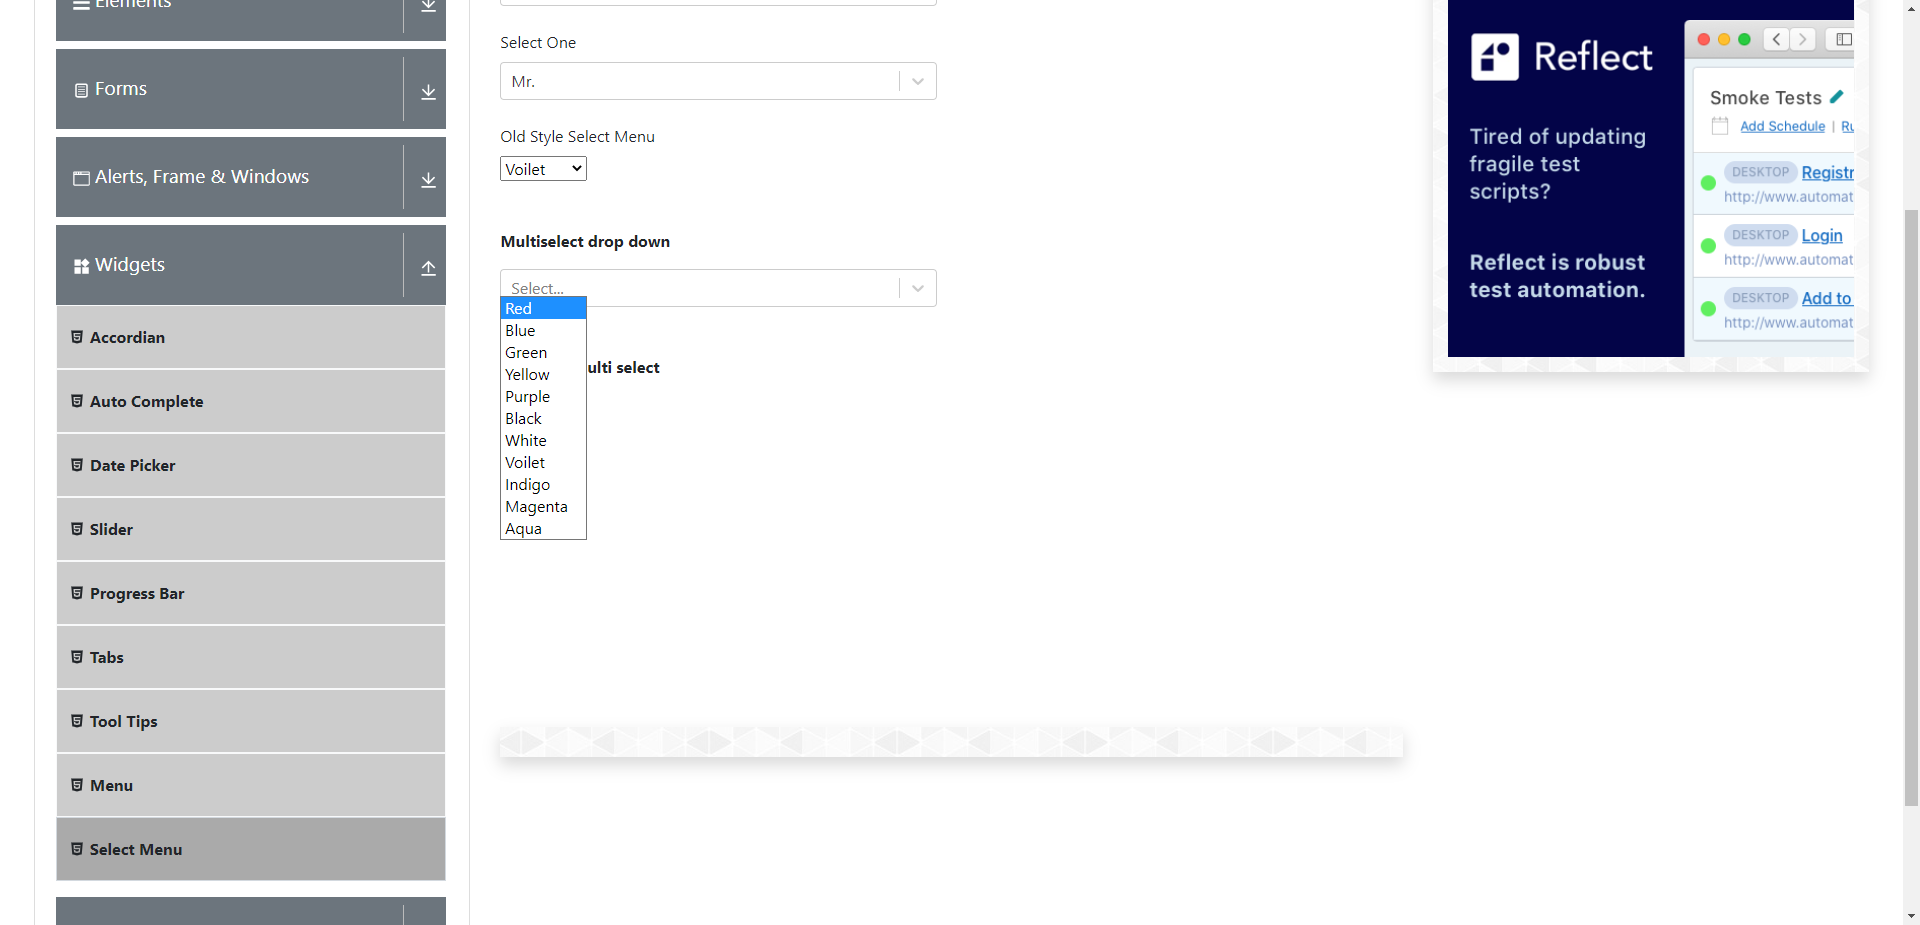 Elements
Forms
Alerts, Frame & Windows
Widgets
Accordian
Auto Complete
Date Picker
Slider
Progress Bar
Tabs
Tool Tips
Menu
Select Menu
Select One
Mr.
Old Style Select Menu
Voilet
Multiselect drop down
Select...
Red
Blue
Green
Yellow
Purple
Black
White
Voilet
Indigo
Magenta
Aqua
ulti select
Reflect
Tired of updating
fragile test
scripts?
Reflect is robust
test automation.
Smoke Tests
Add Schedule | Ru
DESKTOP Registr
http://www.automat
DESKTOP Login
http://www.automat
DESKTOP Add to
http://www.automat